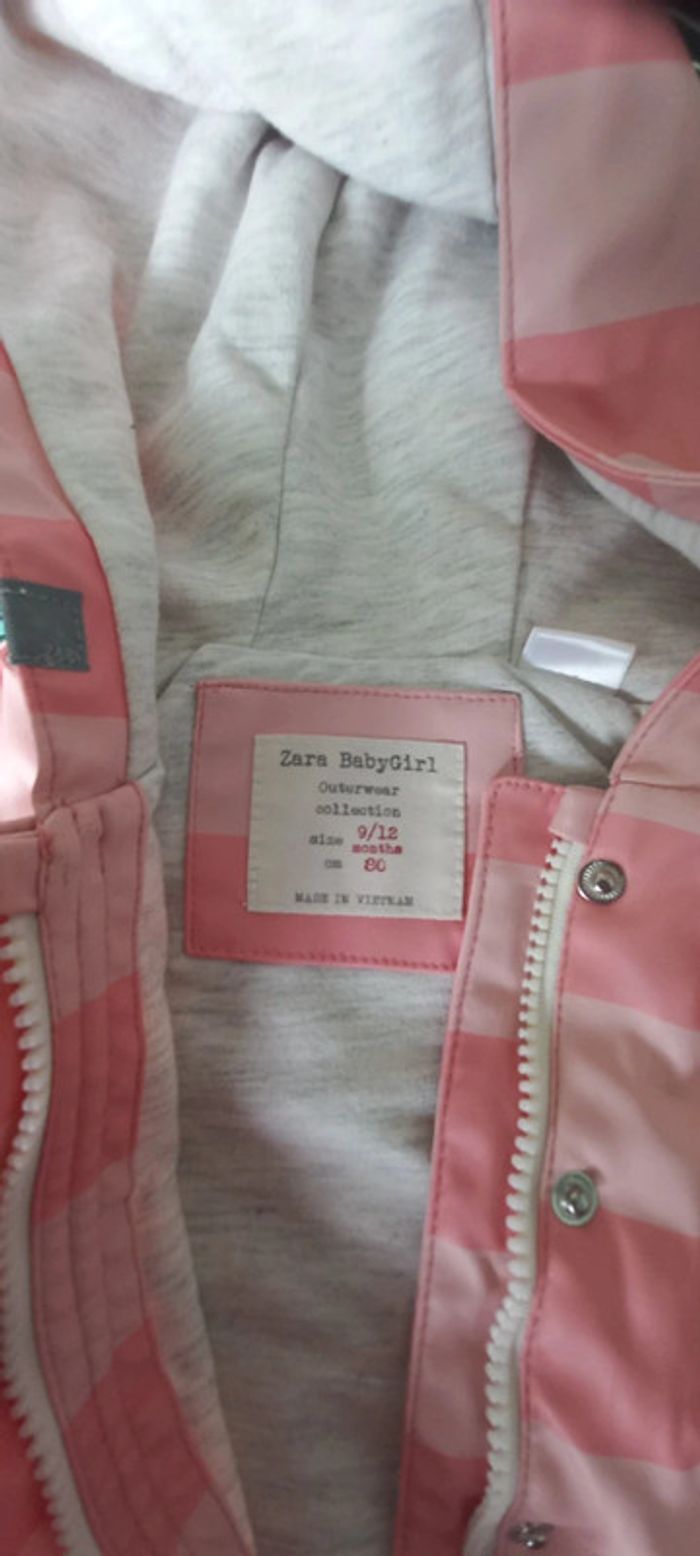 Zara BabyGirl
Outerwear
collection
size 9/12
months
cm 80
MADE IN VIETNAM